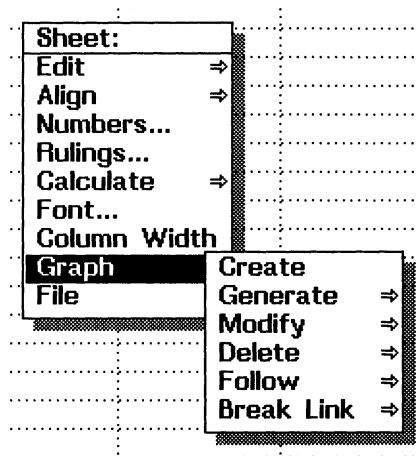 Sheet:
Edit ⇒
Align ⇒
Numbers...
Rulings...
Calculate ⇒
Font...
Column Width
Graph
File
Create
Generate ⇒
Modify ⇒
Delete ⇒
Follow ⇒
Break Link ⇒